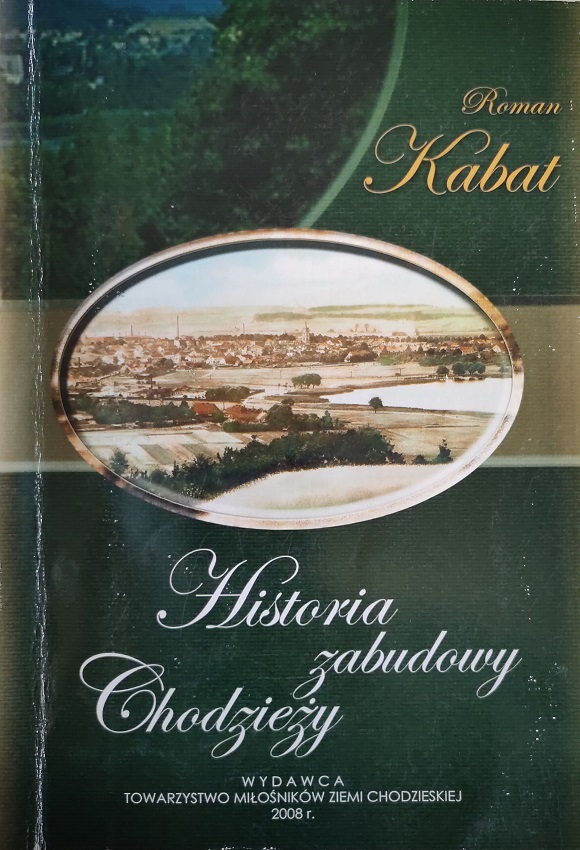 Roman
Kabat
Historia
zabudowy
Chodzieży
WYDAWCA
TOWARZYSTWO MIŁOŚNIKÓW ZIEMI CHODZIESKIEJ
2008 r.